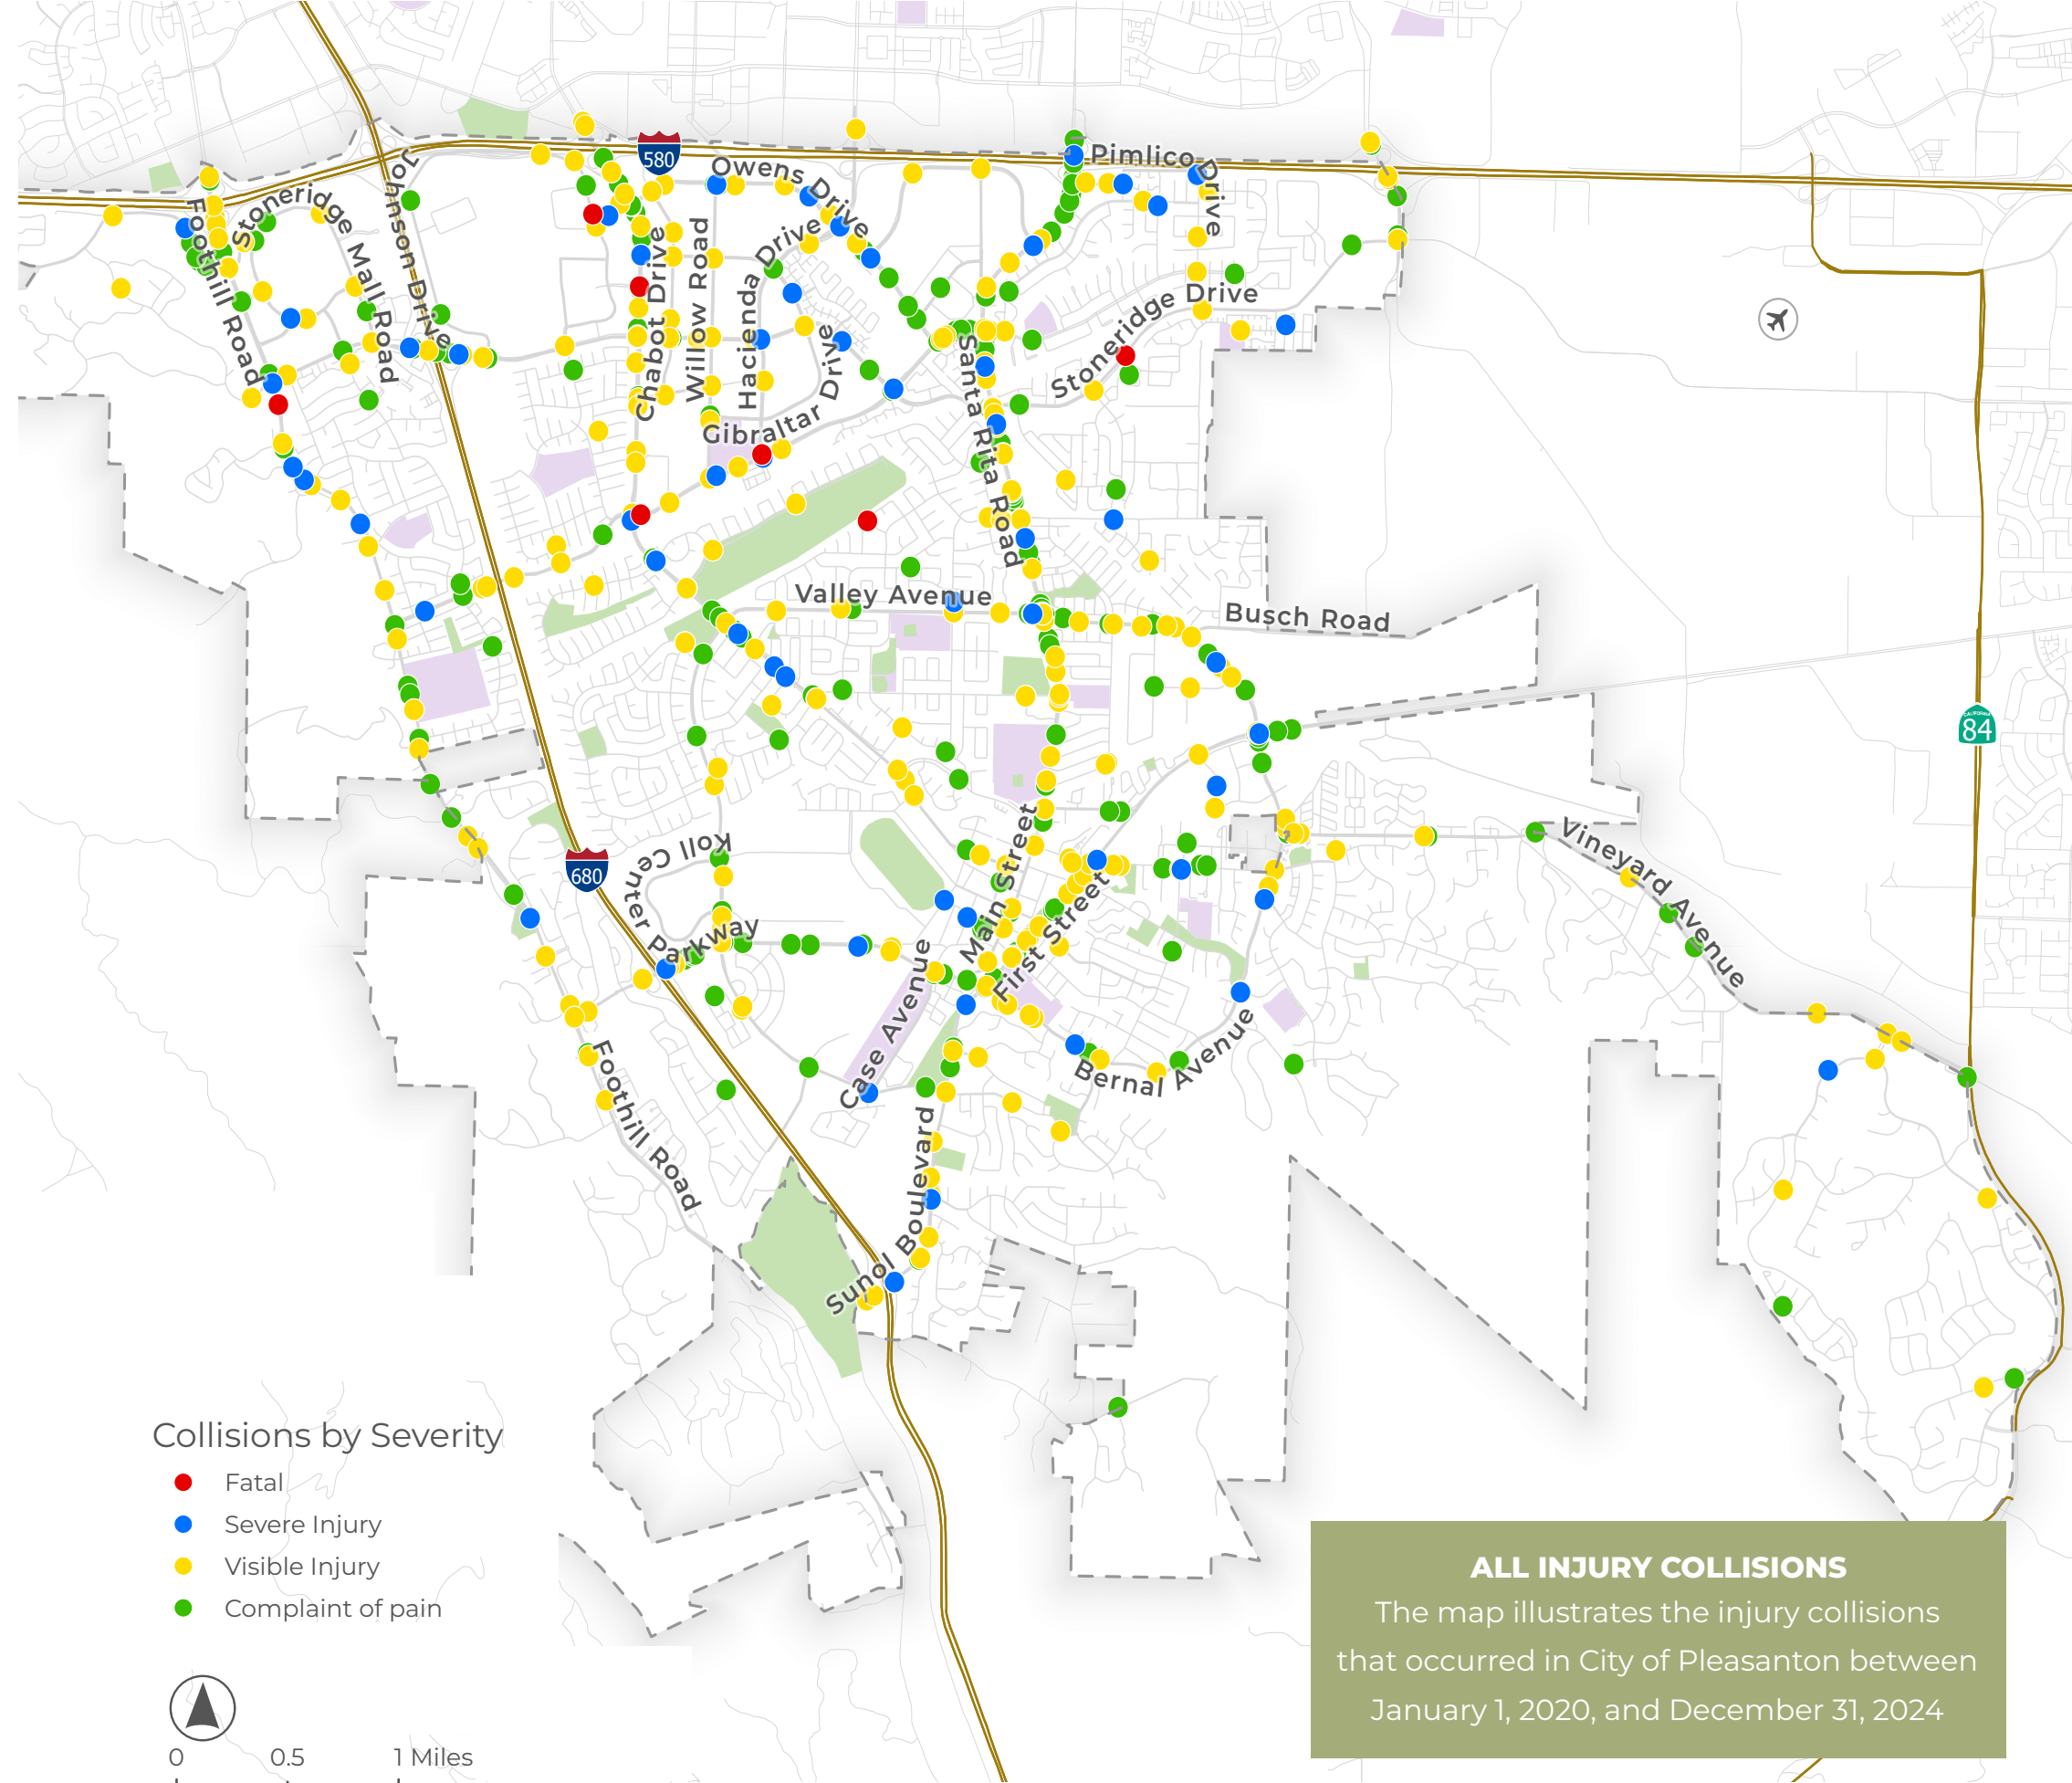 580
Owens Drive
Pimlico Drive
Johnson Drive
Stoneridge Mall Road
Foothill Road
Chabot Drive
Willow Road
Hacienda Drive
Gibraltar Drive
Stoneridge Drive
Santa Rita Road
Valley Avenue
Busch Road
CALIFORNIA
84
Vineyard Avenue
680
Koll Center Parkway
Main Street
First Street
Case Avenue
Bernal Avenue
Foothill Road
Sunol Boulevard
Collisions by Severity
Fatal
Severe Injury
Visible Injury
Complaint of pain
0 0.5 1 Miles
ALL INJURY COLLISIONS
The map illustrates the injury collisions
that occurred in City of Pleasanton between
January 1, 2020, and December 31, 2024